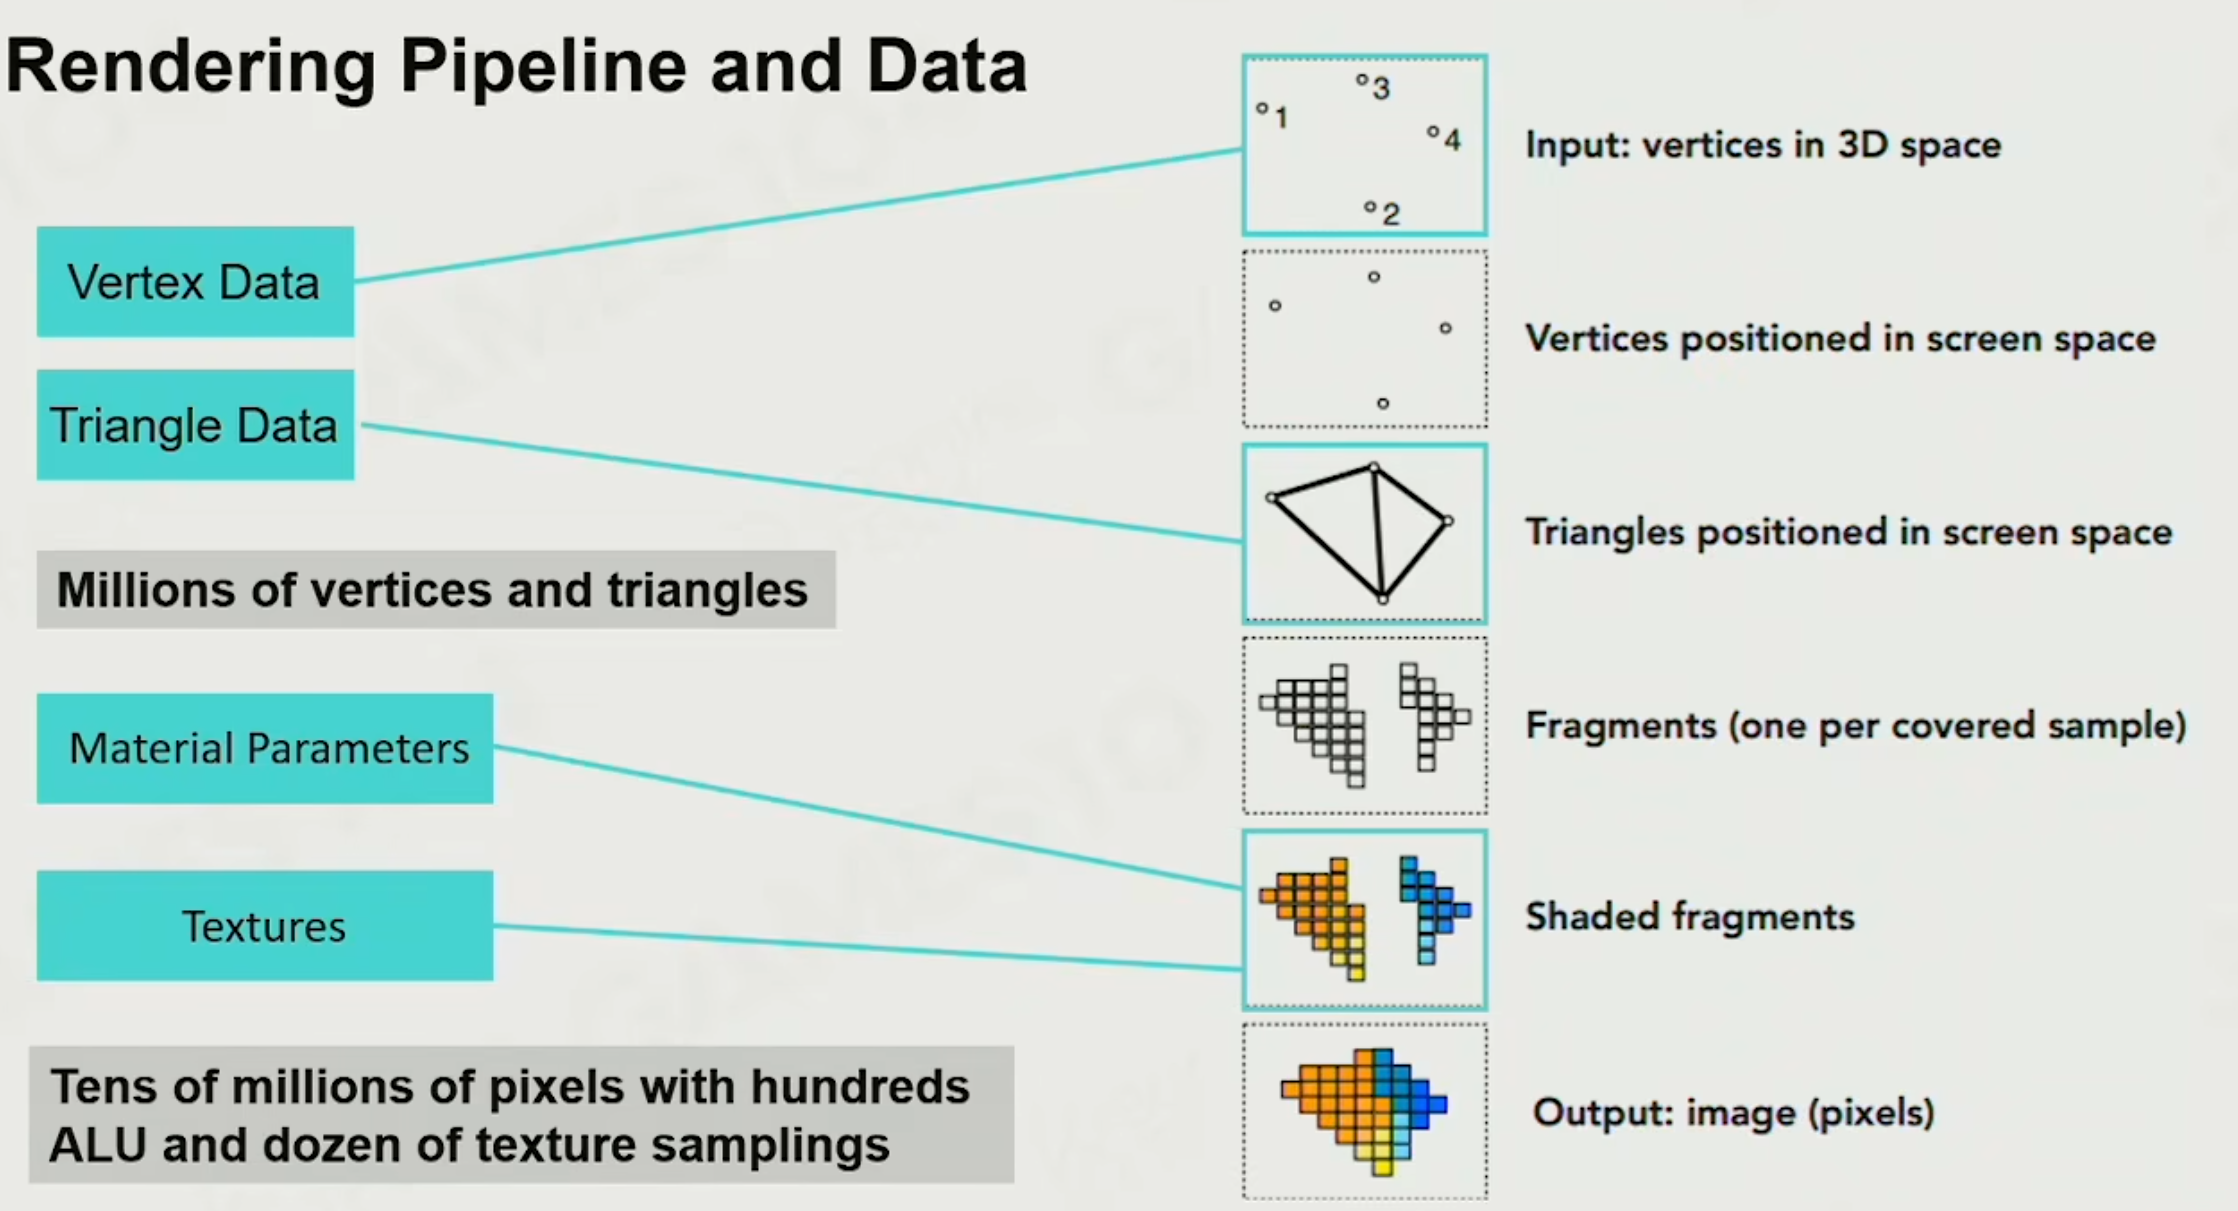 Rendering Pipeline and Data
Vertex Data
Triangle Data
Millions of vertices and triangles
Material Parameters
Textures
Tens of millions of pixels with hundreds
ALU and dozen of texture samplings
3
1
4
2
Input: vertices in 3D space
Vertices positioned in screen space
Triangles positioned in screen space
Fragments (one per covered sample)
Shaded fragments
Output: image (pixels)